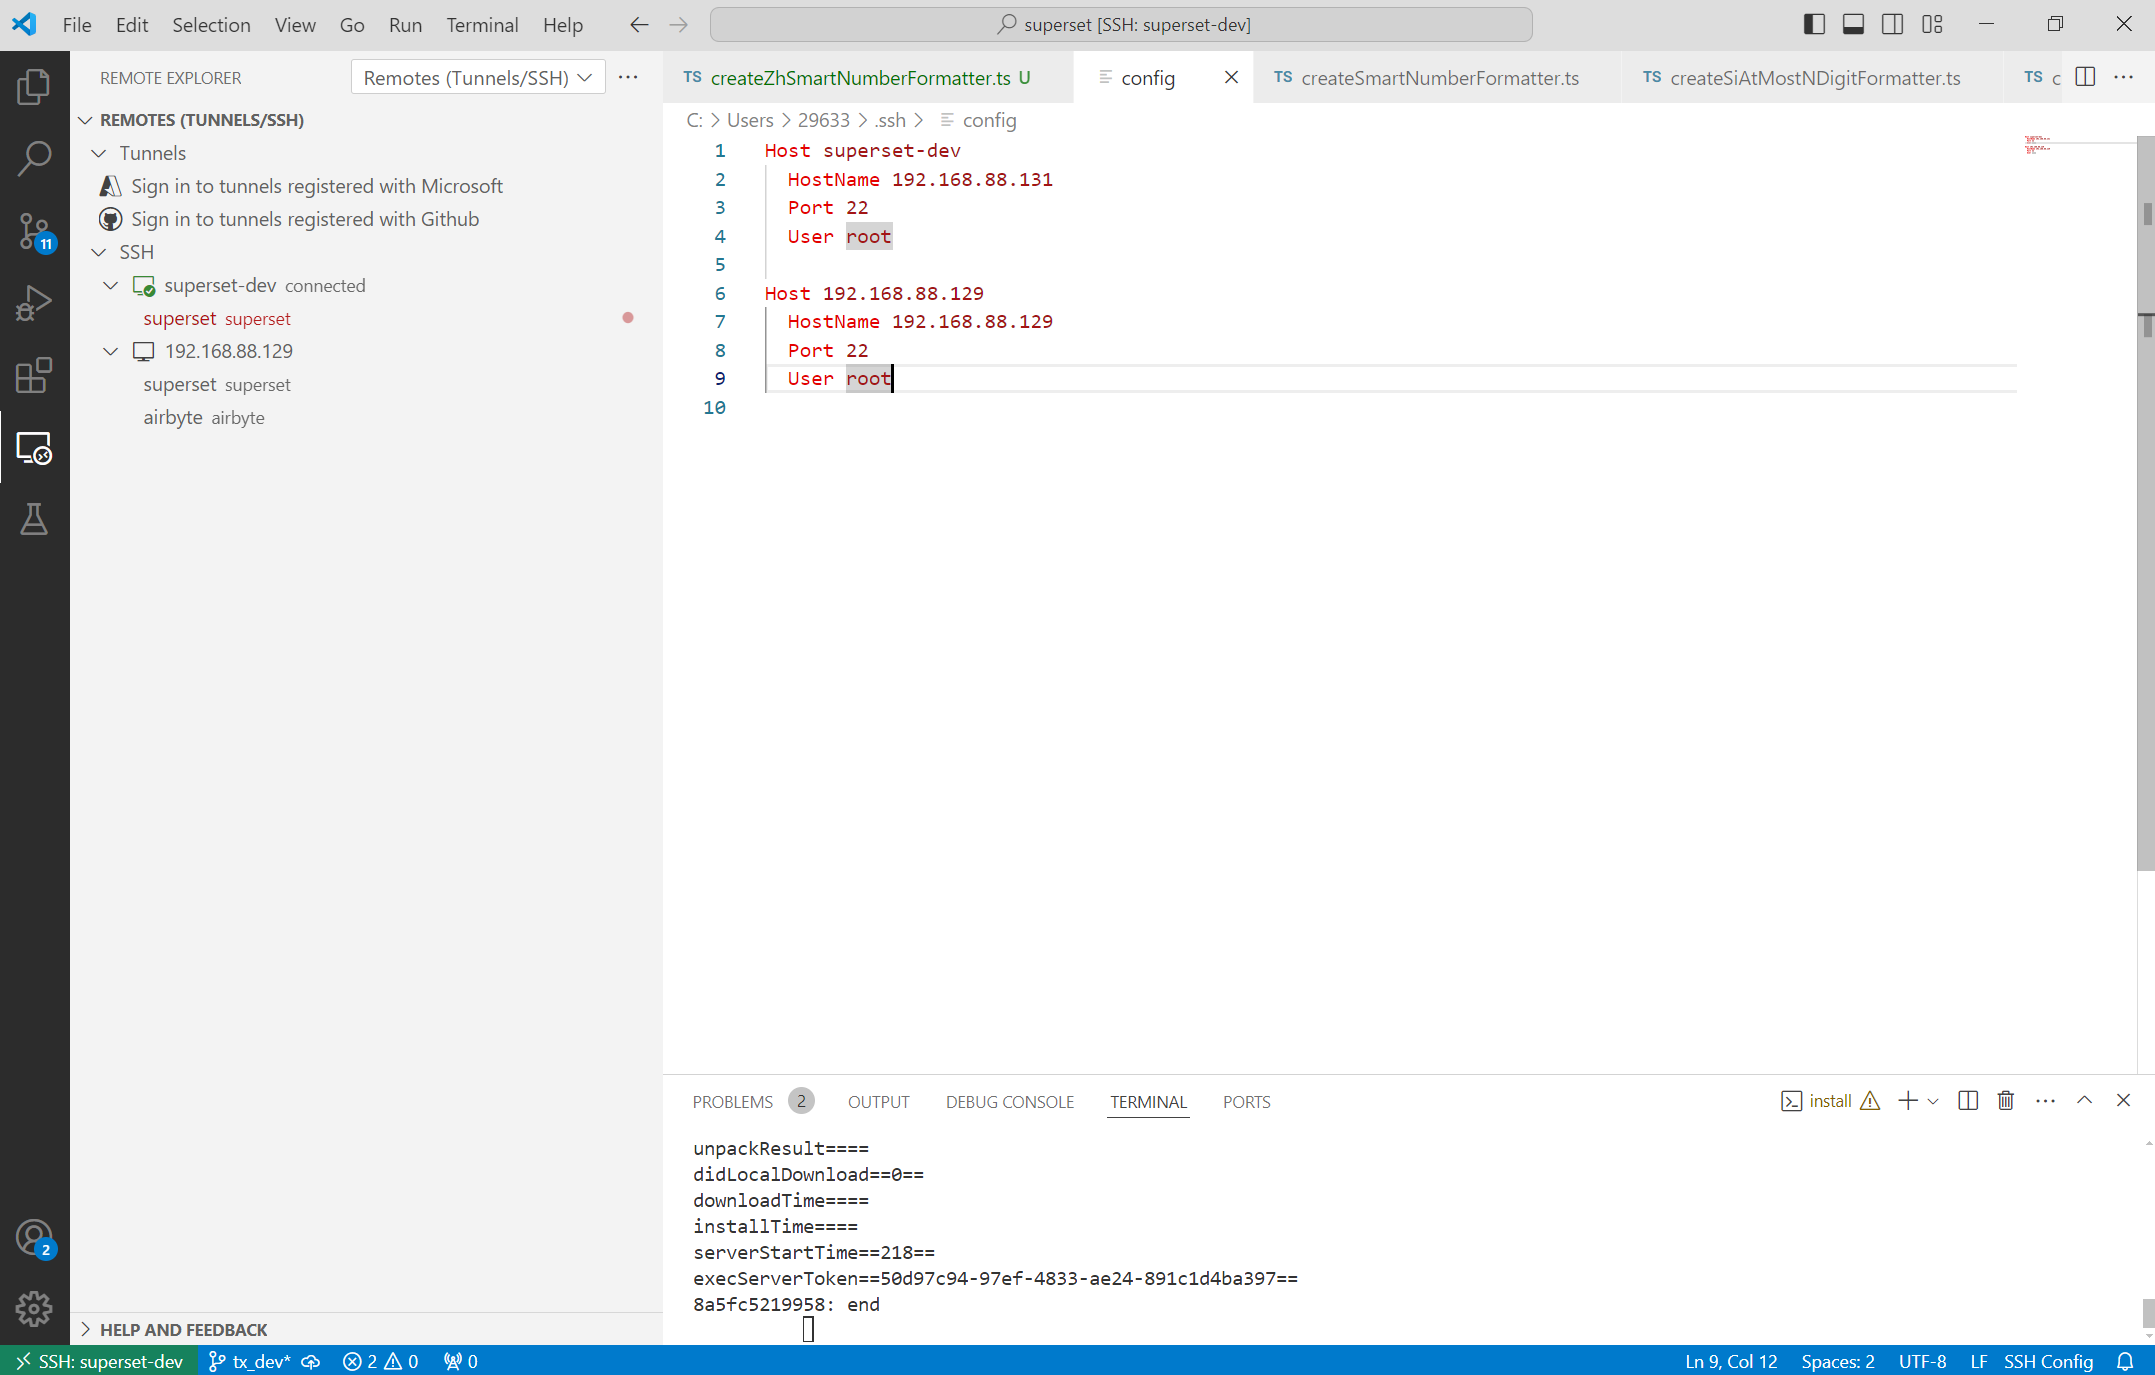 File Edit Selection View Go Run Terminal Help
superset [SSH: superset-dev]
REMOTE EXPLORER
Remotes (Tunnels/SSH)
REMOTES (TUNNELS/SSH)
Tunnels
Sign in to tunnels registered with Microsoft
Sign in to tunnels registered with Github
SSH
superset-dev connected
superset superset
192.168.88.129
superset superset
airbyte airbyte
HELP AND FEEDBACK
11
2
TS createZhSmartNumberFormatter.ts U
config
TS createSmartNumberFormatter.ts
TS createSiAtMostNDigitFormatter.ts
TS c
C: > Users > 29633 > .ssh > config
1 Host superset-dev
2 HostName 192.168.88.131
3 Port 22
4 User root
5
6 Host 192.168.88.129
7 HostName 192.168.88.129
8 Port 22
9 User root
10
PROBLEMS 2 OUTPUT DEBUG CONSOLE TERMINAL PORTS
install
unpackResult====
didLocalDownload==0==
downloadTime====
installTime====
serverStartTime==218==
execServerToken==50d97c94-97ef-4833-ae24-891c1d4ba397==
8a5fc5219958: end
SSH: superset-dev tx_dev* 2 0 0
Ln 9, Col 12 Spaces: 2 UTF-8 LF SSH Config